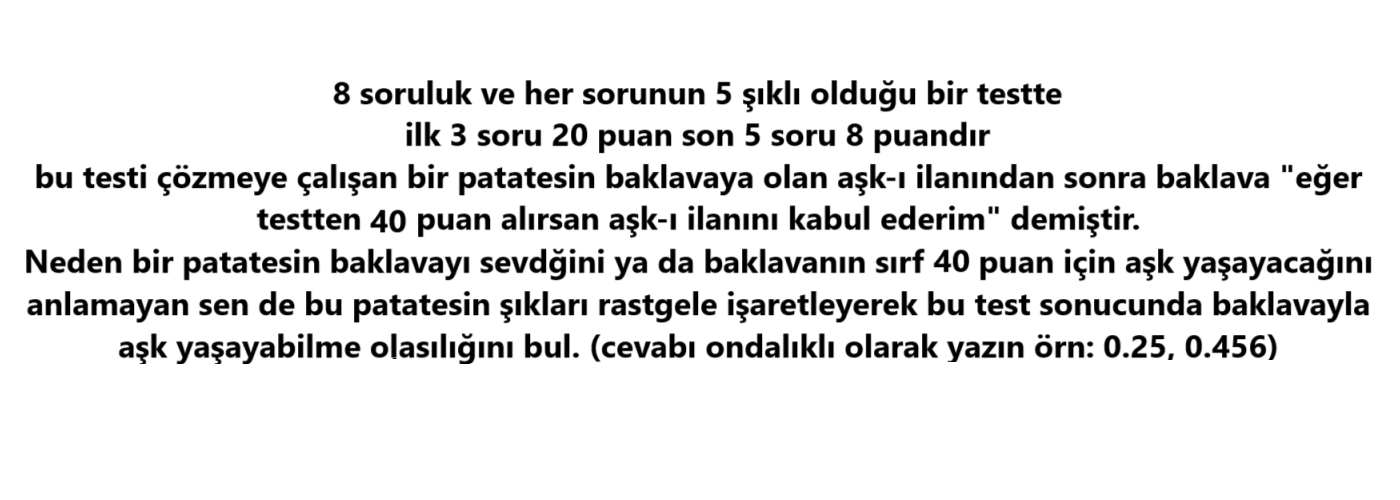 8 soruluk ve her sorunun 5 şıklı olduğu bir testte
ilk 3 soru 20 puan son 5 soru 8 puandır
bu testi çözmeye çalışan bir patatesin baklavaya olan aşk-ı ilanından sonra baklava "eğer
testten 40 puan alırsan aşk-ı ilanını kabul ederim" demiştir.
Neden bir patatesin baklavayı sevdğini ya da baklavanın sırf 40 puan için aşk yaşayacağını
anlamayan sen de bu patatesin şıkları rastgele işaretleyerek bu test sonucunda baklavayla
aşk yaşayabilme olasılığını bul. (cevabı ondalıklı olarak yazın örn: 0.25, 0.456)